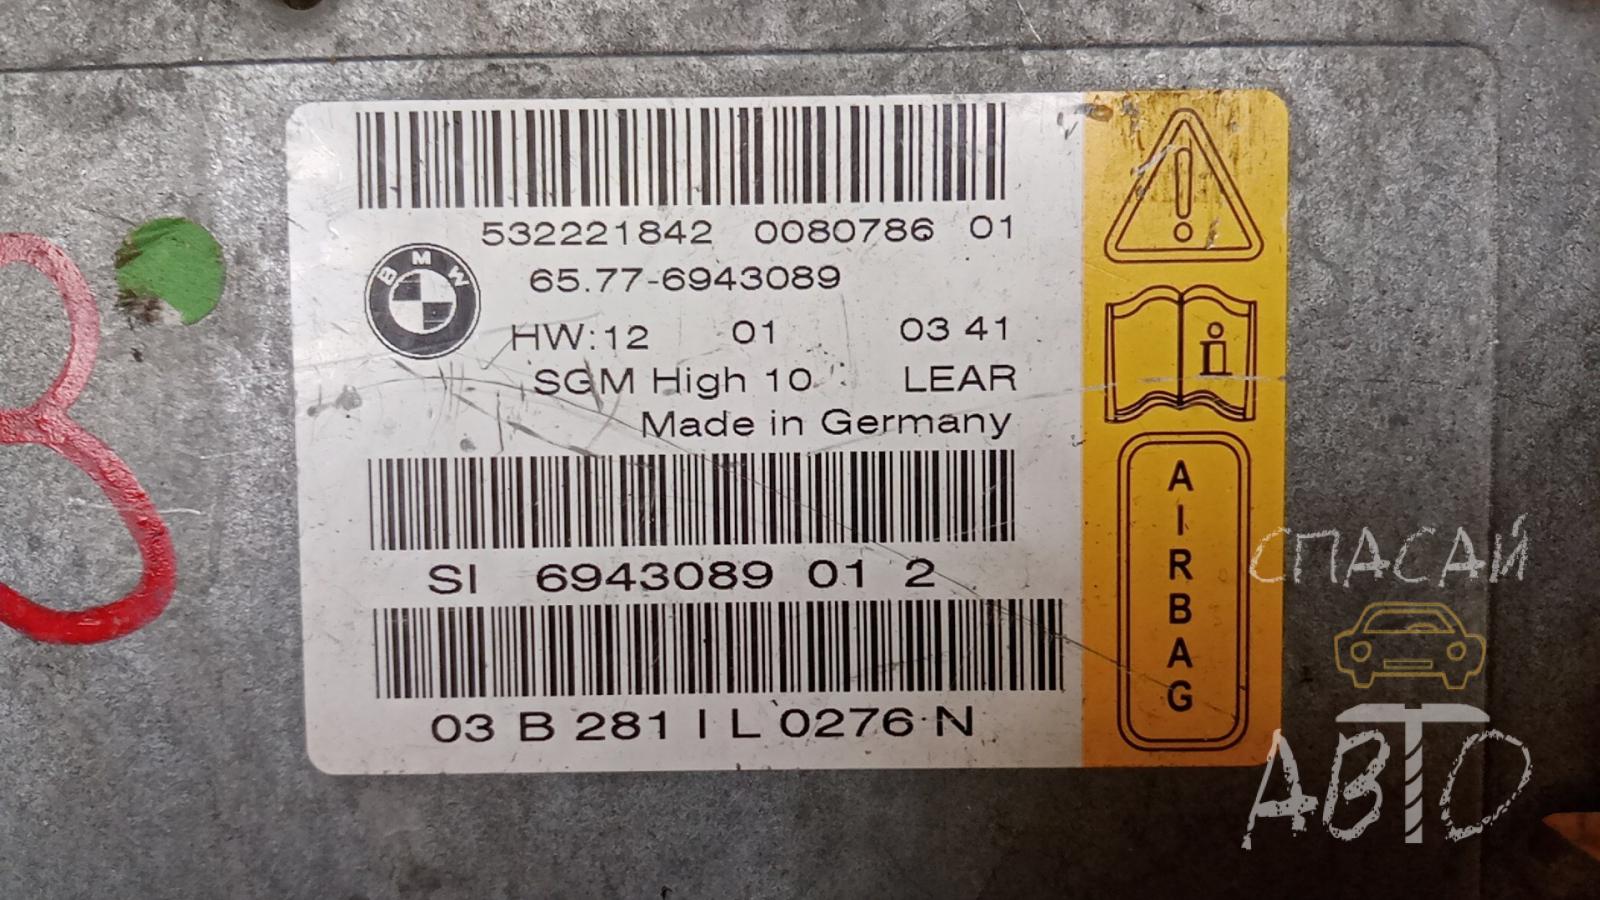 532221842 0080786 01
BMW
65.77-6943089
HW:12 01 03 41
SGM High 10 LEAR
Made in Germany
SI 6943089 01 2
03 B 281 I L 0276 N
AIRBAG
СПАСАЙ
АВТО